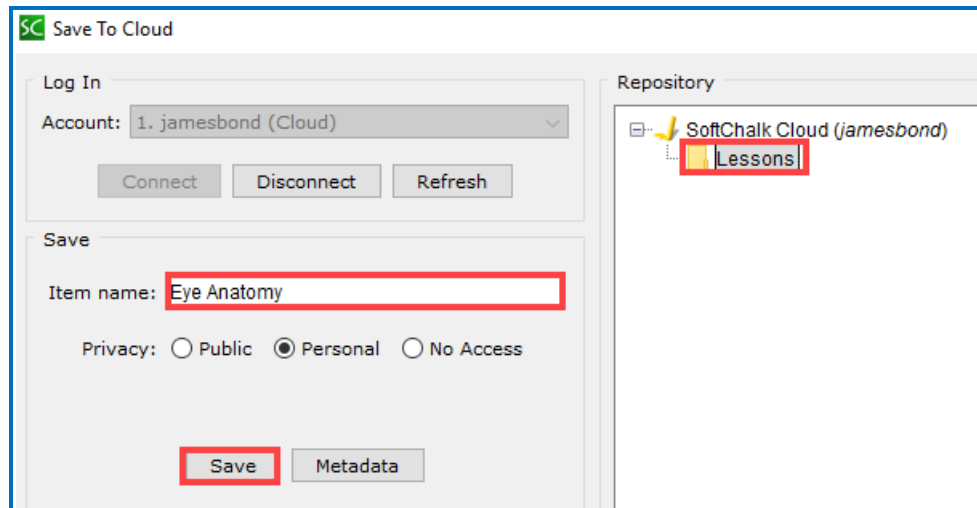 SC Save To Cloud
Log In
Account: 1. jamesbond (Cloud)
Connect Disconnect Refresh
Save
Item name: Eye Anatomy
Privacy: Public Personal No Access
Save Metadata
Repository
SoftChalk Cloud (jamesbond)
Lessons